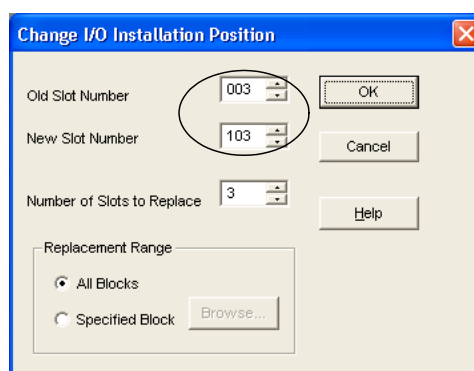 Change I/O Installation Position
Old Slot Number 003 OK
New Slot Number 103 Cancel
Number of Slots to Replace 3 Help
Replacement Range
All Blocks
Specified Block Browse...